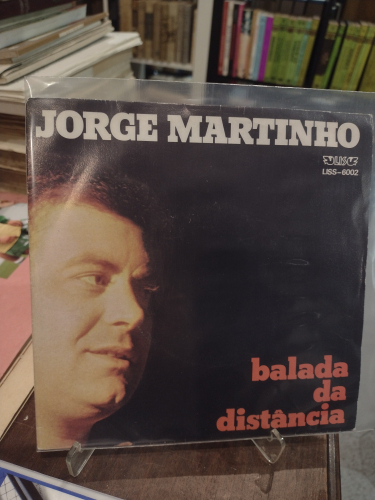 JORGE MARTINHO
LISS-6002
balada
da
distância